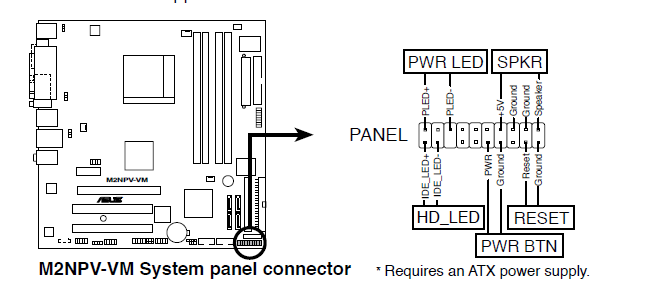 PWR LED
SPKR
PLED+
PLED-
+5V
Ground
Ground
Speaker
PANEL
IDE_LED+
IDE_LED-
PWR
Ground
Reset
Ground
HD_LED
RESET
PWR BTN
M2NPV-VM
ASUS
M2NPV-VM System panel connector
* Requires an ATX power supply.